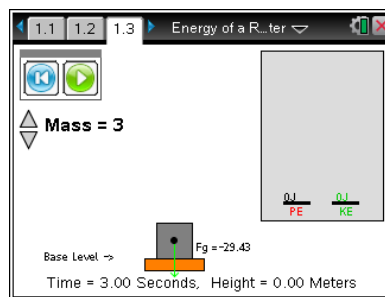 1.1 1.2 1.3 Energy of a R…ter
Mass = 3
0J 0J
PE KE
Fg =-29.43
Base Level ->
Time = 3.00 Seconds, Height = 0.00 Meters